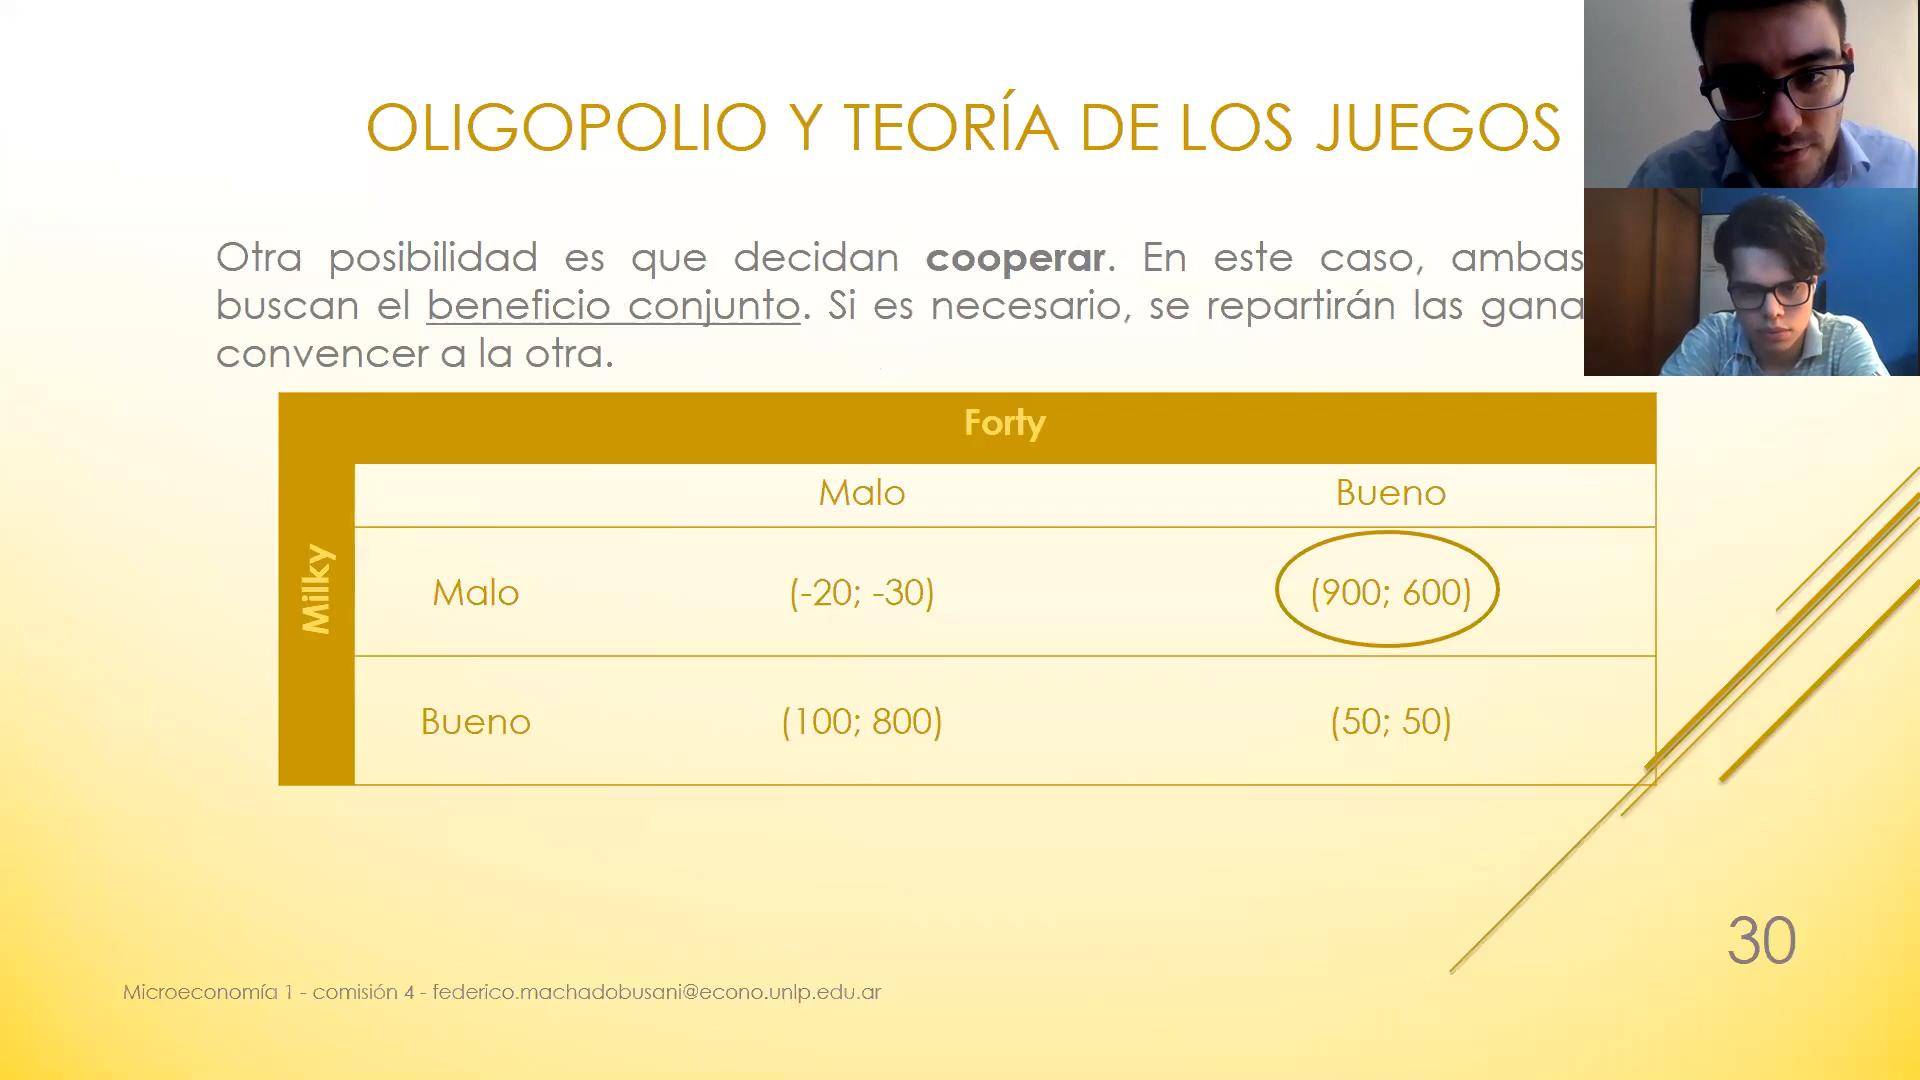 OLIGOPOLIO Y TEORÍA DE LOS JUEGOS
Otra posibilidad es que decidan cooperar. En este caso, ambas
buscan el beneficio conjunto. Si es necesario, se repartirán las gana
convencer a la otra.
Forty
Milky
Malo Bueno
Malo (-20; -30) (900; 600)
Bueno (100; 800) (50; 50)
30
Microeconomía 1 - comisión 4 - federico.machadobusani@econo.unlp.edu.ar